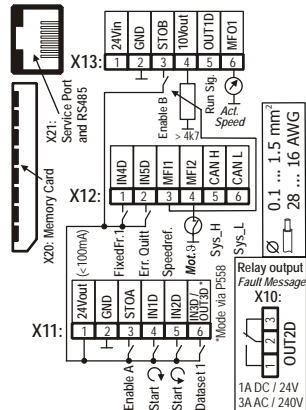 X21:
Service Port
and RS485
X20: Memory Card
X13:
24Vin
GND
STOB
10Vout
OUT1D
MFO1
1
2
3
4
5
6
Enable B
> 4k7
Run Sig.
Act.
Speed
X12:
IN4D
IN5D
MFI1
MFI2
CAN H
CAN L
1
2
3
4
5
6
(<100mA)
FixedFr.1
Err. Quitt
Speedref.
Mot.ϑ
Sys_H
Sys_L
X11:
24Vout
GND
STOA
IN1D
IN2D
IN3D/
OUT3D *
1
2
3
4
5
6
*Mode via P558
Enable A
Start
Start
Dataset 1
Ø 0.1 ... 1.5 mm²
28 ... 16 AWG
Relay output
Fault Message
X10:
1 2 3
OUT2D
1A DC / 24V
3A AC / 240V